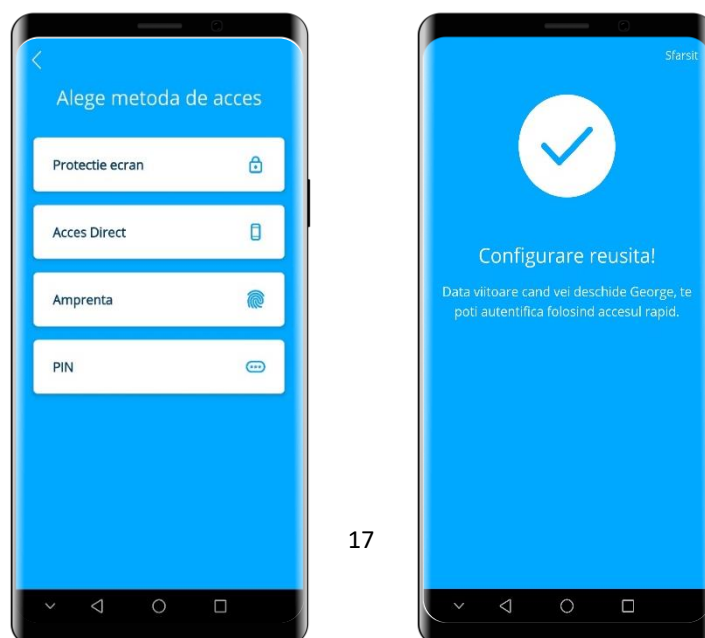 Alege metoda de acces
Protectie ecran
Acces Direct
Amprenta
PIN
17
Sfarsit
Configurare reusita!
Data viitoare cand vei deschide George, te
poti autentifica folosind accesul rapid.